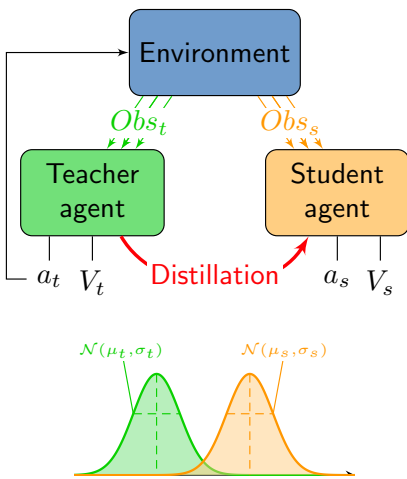 Environment
Obs_t Obs_s
Teacher agent
Student agent
a_t V_t
Distillation
a_s V_s
𝒩(μ_t,σ_t) 𝒩(μ_s,σ_s)